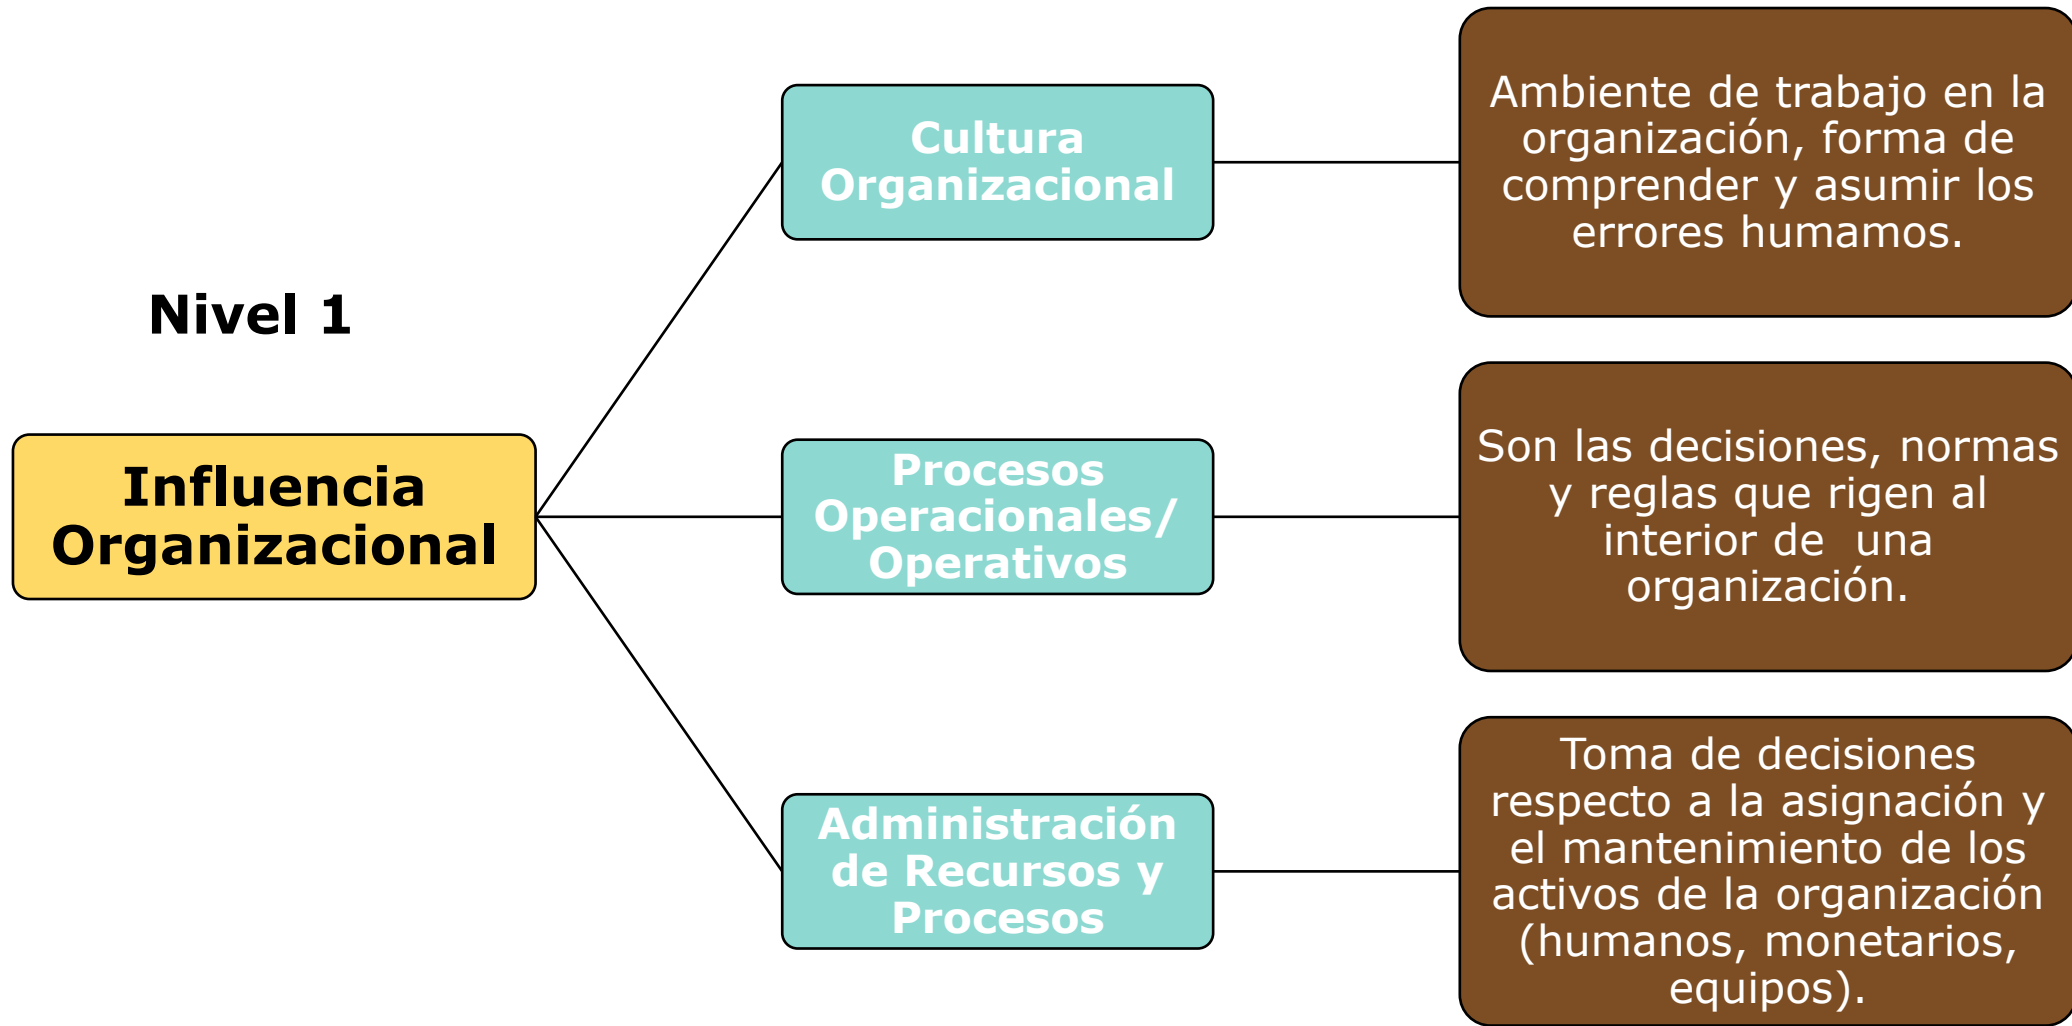 Nivel 1
Influencia
Organizacional
Cultura
Organizacional
Ambiente de trabajo en la
organización, forma de
comprender y asumir los
errores humamos.
Procesos
Operacionales/
Operativos
Son las decisiones, normas
y reglas que rigen al
interior de  una
organización.
Administración
de Recursos y
Procesos
Toma de decisiones
respecto a la asignación y
el mantenimiento de los
activos de la organización
(humanos, monetarios,
equipos).